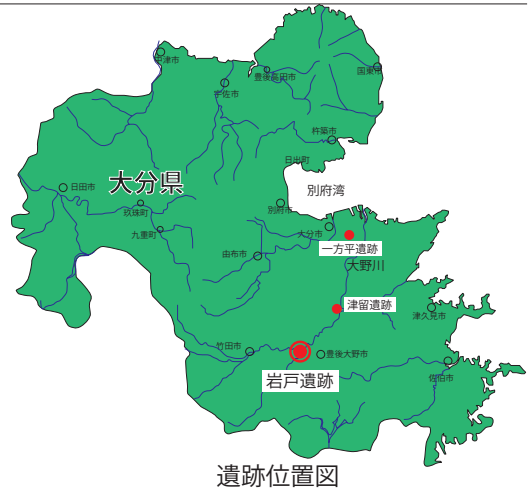 中津市
豊後高田市
国東市
宇佐市
杵築市
日出町
日田市
大分県
別府湾
玖珠町
別府市
九重町
大分市
一方平遺跡
大野川
由布市
津留遺跡
津久見市
竹田市
豊後大野市
佐伯市
岩戸遺跡
遺跡位置図